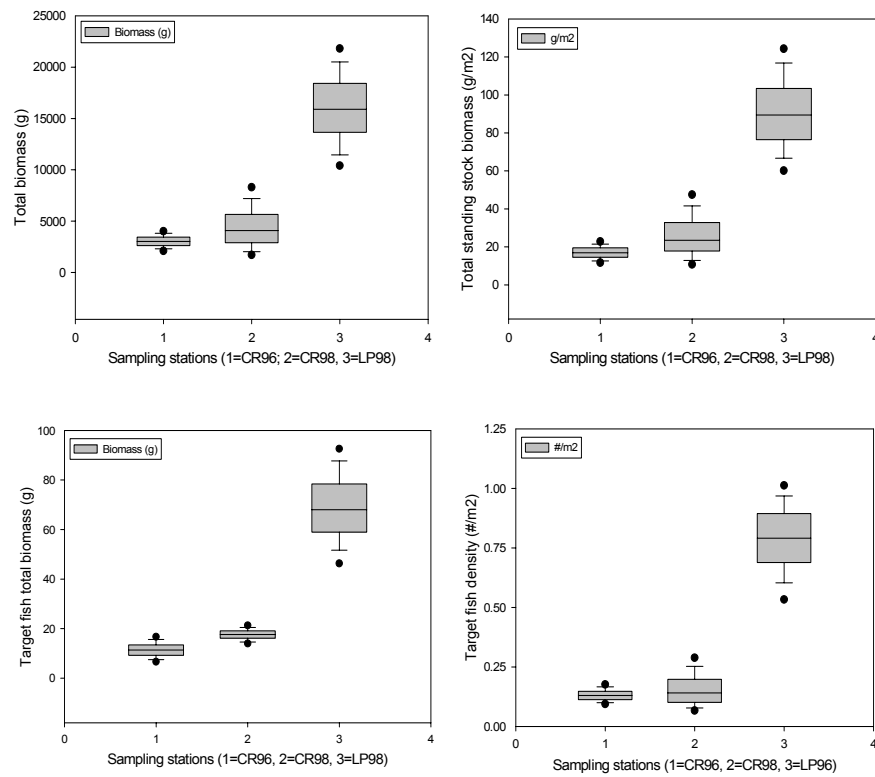 Biomass (g)
25000
20000
15000
10000
5000
0
Total biomass (g)
0 1 2 3 4
Sampling stations (1=CR96; 2=CR98, 3=LP98)
g/m2
140
120
100
80
60
40
20
0
Total standing stock biomass (g/m2)
0 1 2 3 4
Sampling stations (1=CR96, 2=CR98, 3=LP98)
Biomass (g)
100
80
60
40
20
0
Target fish total biomass (g)
0 1 2 3 4
Sampling stations (1=CR96, 2=CR98, 3=LP98)
#/m2
1.25
1.00
0.75
0.50
0.25
0.00
Target fish density (#/m2)
0 1 2 3 4
Sampling stations (1=CR96, 2=CR98, 3=LP96)